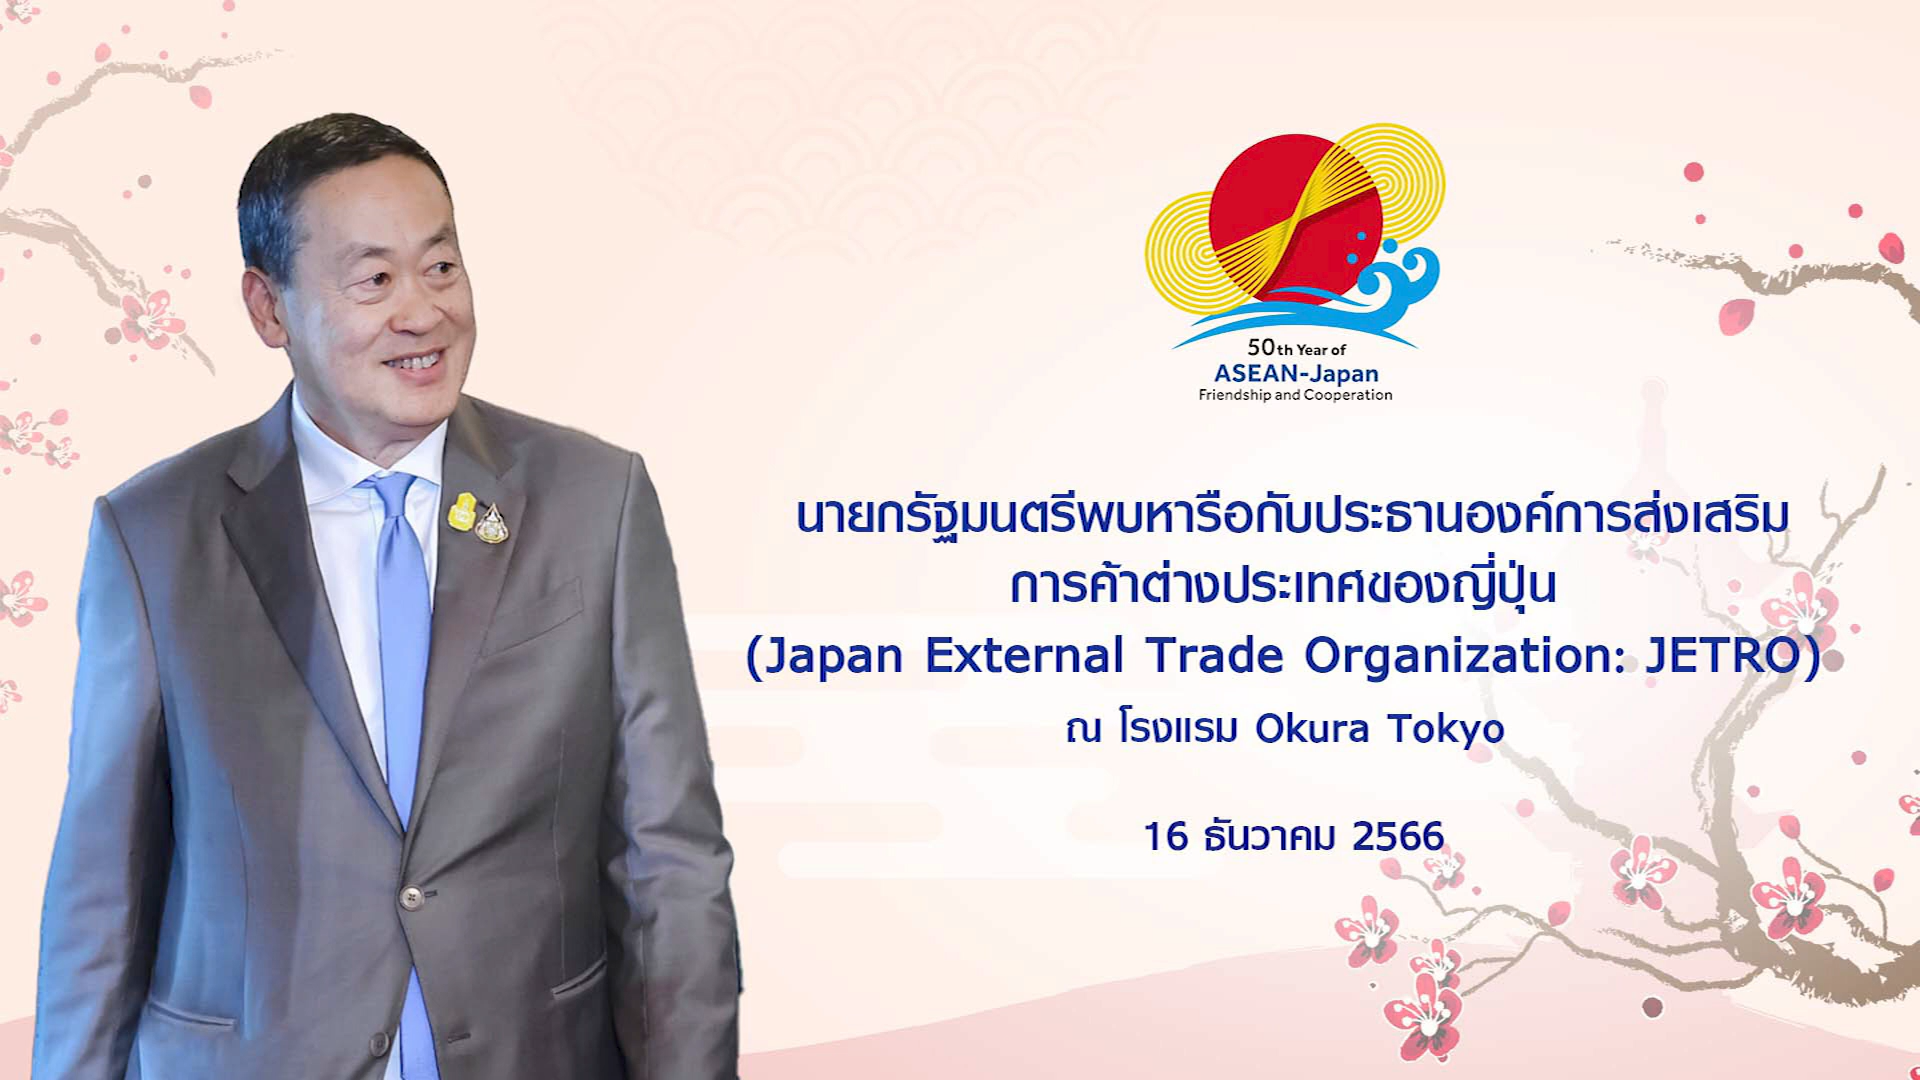 50th Year of
ASEAN-Japan
Friendship and Cooperation
นายกรัฐมนตรีพบหารือกับประธานองค์การส่งเสริม
การค้าต่างประเทศของญี่ปุ่น
(Japan External Trade Organization: JETRO)
ณ โรงแรม Okura Tokyo
16 ธันวาคม 2566